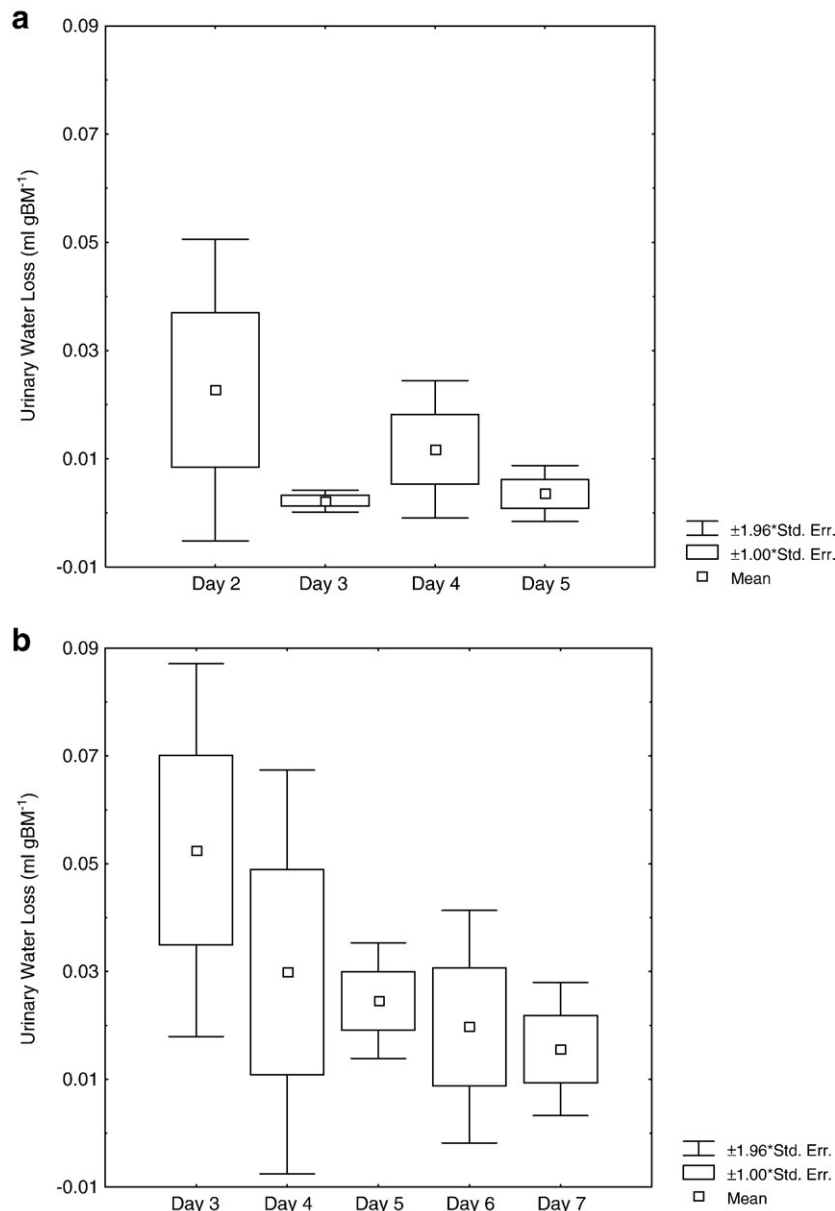 a
Urinary Water Loss (ml gBM⁻¹)
0.09
0.07
0.05
0.03
0.01
-0.01
Day 2 Day 3 Day 4 Day 5
±1.96*Std. Err.
±1.00*Std. Err.
Mean
b
Urinary Water Loss (ml gBM⁻¹)
0.09
0.07
0.05
0.03
0.01
-0.01
Day 3 Day 4 Day 5 Day 6 Day 7
±1.96*Std. Err.
±1.00*Std. Err.
Mean